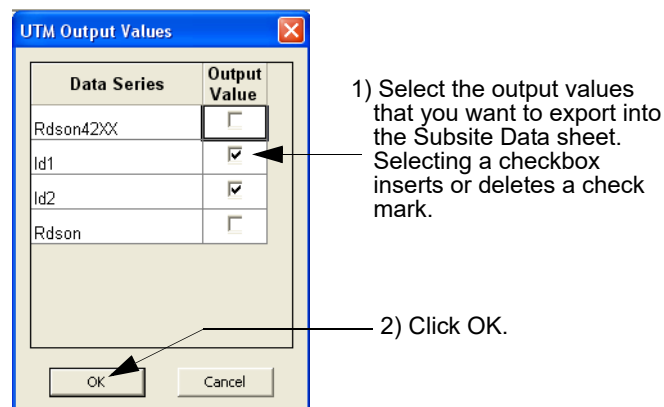 UTM Output Values
Data Series
Output
Value
Rdson42XX
Id1
Id2
Rdson
OK
Cancel
1) Select the output values
that you want to export into
the Subsite Data sheet.
Selecting a checkbox
inserts or deletes a check
mark.
2) Click OK.